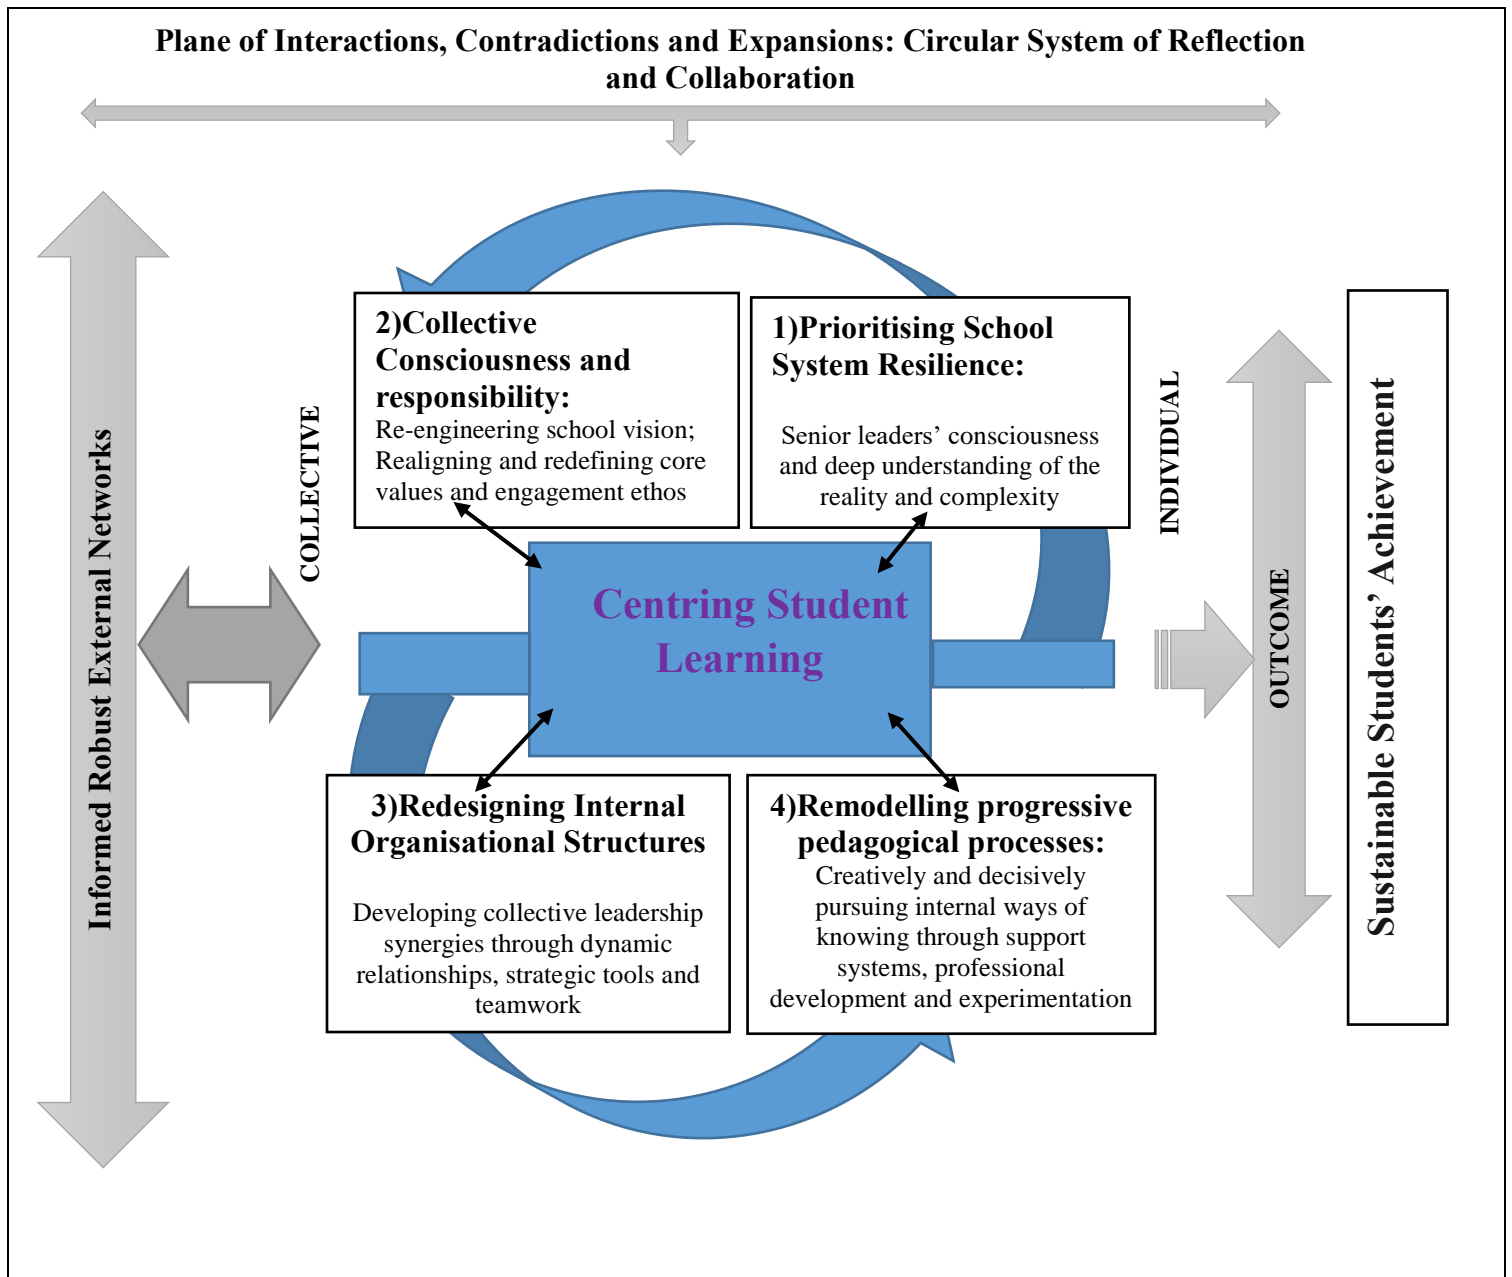 Plane of Interactions, Contradictions and Expansions: Circular System of Reflection
and Collaboration
Informed Robust External Networks
COLLECTIVE
2)Collective
Consciousness and
responsibility:
Re-engineering school vision;
Realigning and redefining core
values and engagement ethos
1)Prioritising School
System Resilience:
Senior leaders’ consciousness
and deep understanding of the
reality and complexity
Centring Student
Learning
3)Redesigning Internal
Organisational Structures
Developing collective leadership
synergies through dynamic
relationships, strategic tools and
teamwork
4)Remodelling progressive
pedagogical processes:
Creatively and decisively
pursuing internal ways of
knowing through support
systems, professional
development and experimentation
INDIVIDUAL
OUTCOME
Sustainable Students’ Achievement